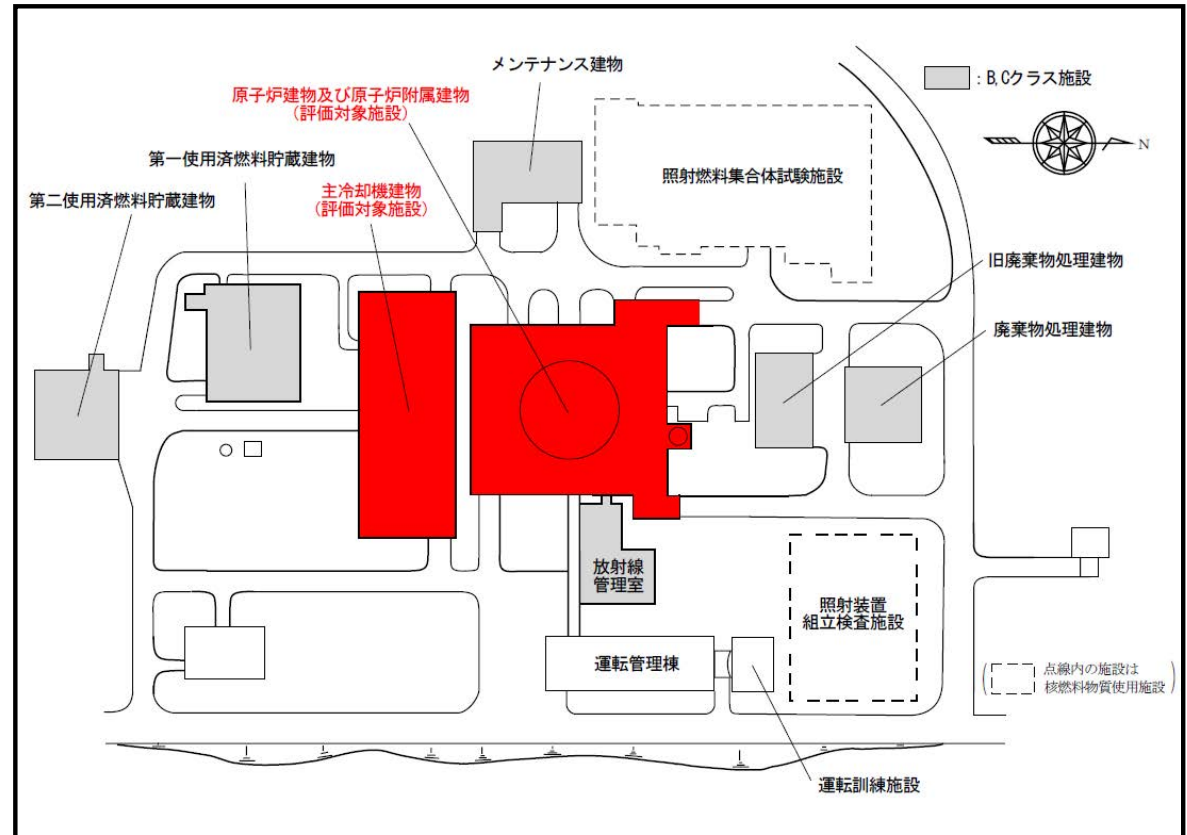 メンテナンス建物
: B,Cクラス施設
原子炉建物及び原子炉附属建物
(評価対象施設)
N
第一使用済燃料貯蔵建物
照射燃料集合体試験施設
主冷却機建物
(評価対象施設)
第二使用済燃料貯蔵建物
旧廃棄物処理建物
廃棄物処理建物
放射線
管理室
照射装置
組立検査施設
運転管理棟
点線内の施設は
核燃料物質使用施設
運転訓練施設